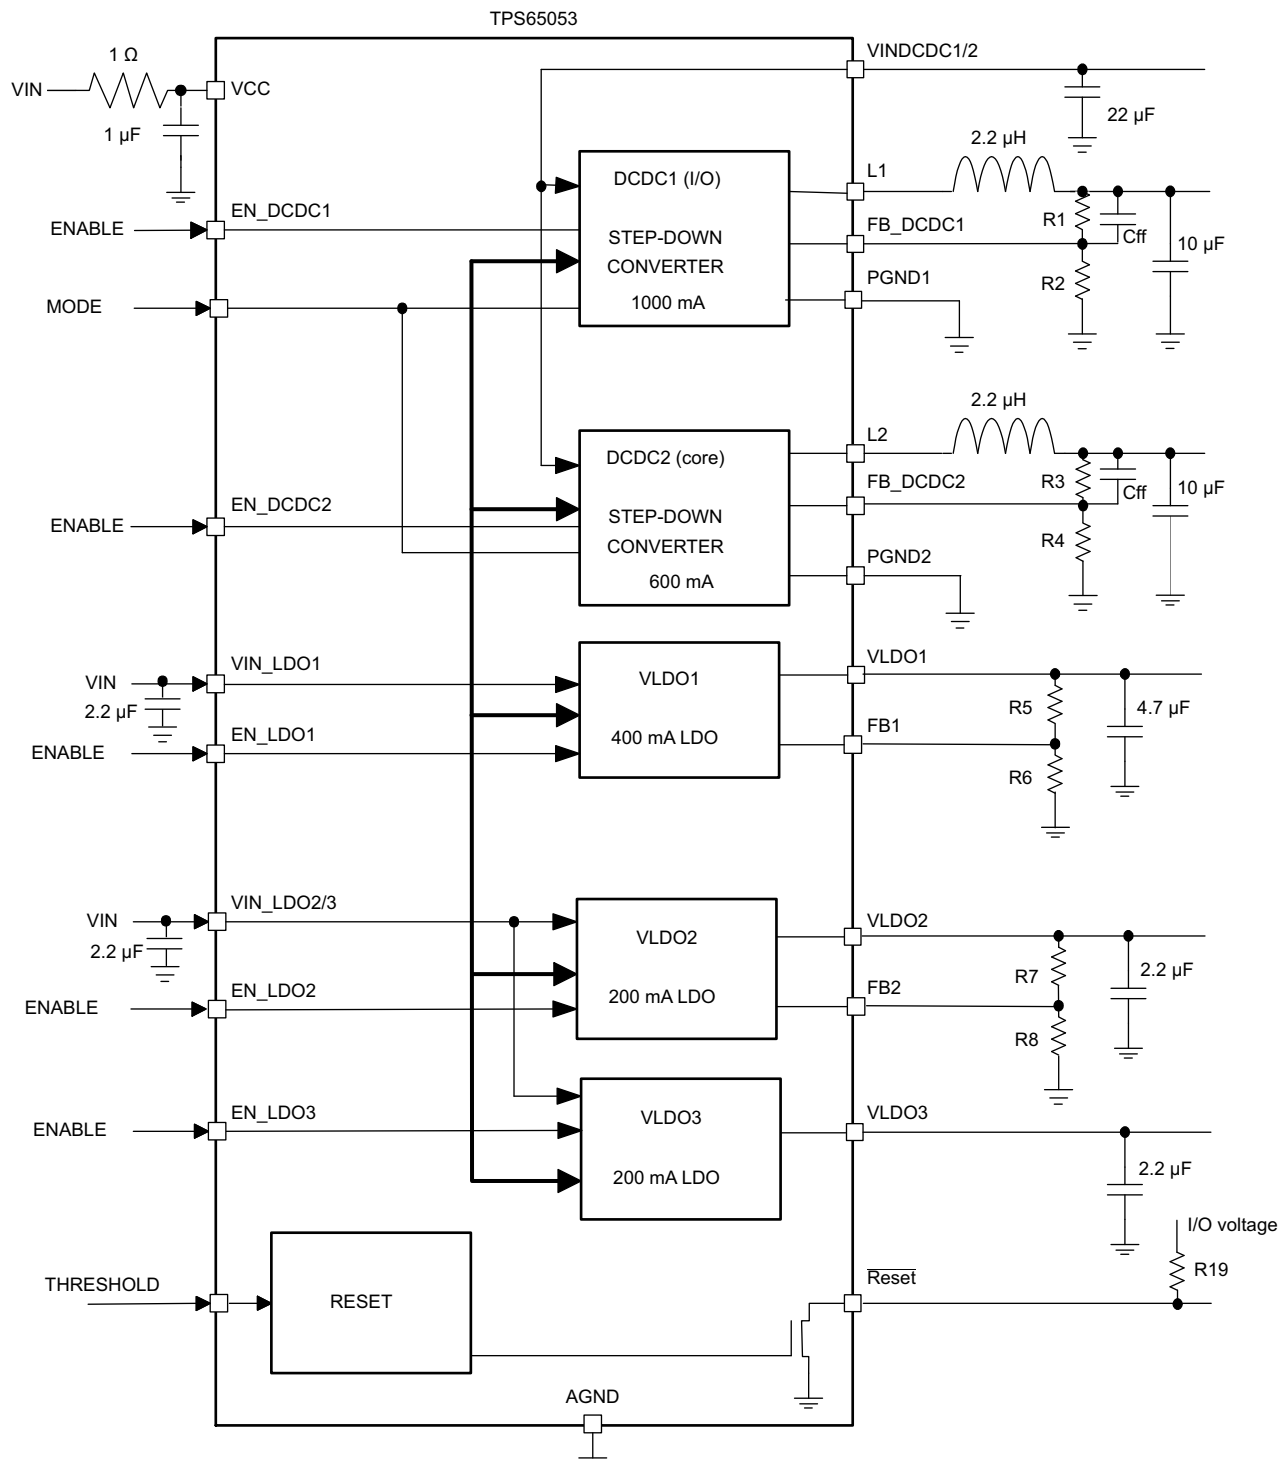 TPS65053
VIN
1 Ω
1 µF
VCC
VINDCDC1/2
22 µF
ENABLE
EN_DCDC1
MODE
DCDC1 (I/O)
STEP-DOWN
CONVERTER
1000 mA
L1
2.2 µH
FB_DCDC1
R1
Cff
10 µF
R2
PGND1
ENABLE
EN_DCDC2
DCDC2 (core)
STEP-DOWN
CONVERTER
600 mA
L2
2.2 µH
FB_DCDC2
R3
Cff
10 µF
R4
PGND2
VIN
2.2 µF
VIN_LDO1
ENABLE
EN_LDO1
VLDO1
400 mA LDO
VLDO1
FB1
R5
R6
4.7 µF
VIN
2.2 µF
VIN_LDO2/3
ENABLE
EN_LDO2
VLDO2
200 mA LDO
VLDO2
FB2
R7
R8
2.2 µF
ENABLE
EN_LDO3
VLDO3
200 mA LDO
VLDO3
2.2 µF
I/O voltage
R19
THRESHOLD
RESET
Reset
AGND